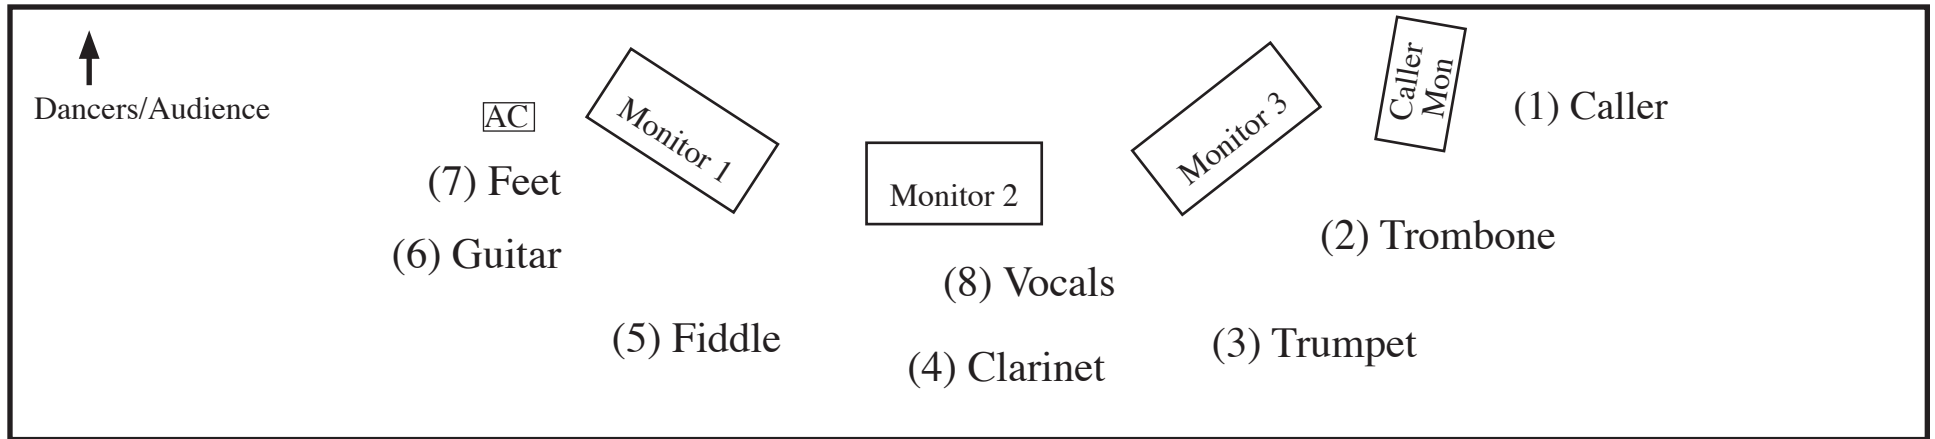 Dancers/Audience
AC
Monitor 1
Monitor 2
Monitor 3
Caller
Mon
(1) Caller
(7) Feet
(2) Trombone
(6) Guitar
(8) Vocals
(5) Fiddle
(3) Trumpet
(4) Clarinet